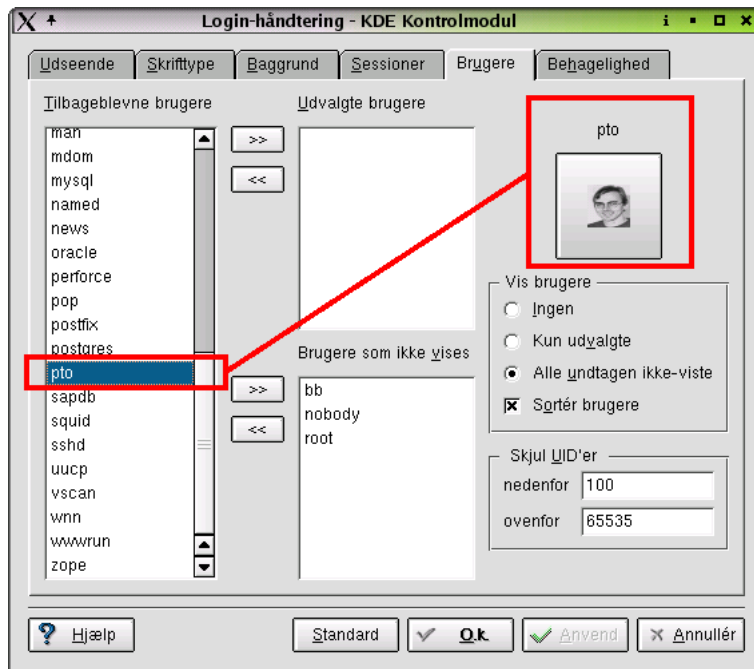 Login-håndtering - KDE Kontrolmodul
Udseende
Skrifttype
Baggrund
Sessioner
Brugere
Behagelighed
Tilbageblevne brugere
man
mdom
mysql
named
news
oracle
perforce
pop
postfix
postgres
pto
sapdb
squid
sshd
uucp
vscan
wnn
wwwrun
zope
>>
<<
>>
<<
Udvalgte brugere
Brugere som ikke vises
bb
nobody
root
pto
Vis brugere
Ingen
Kun udvalgte
Alle undtagen ikke-viste
Sortér brugere
Skjul UID'er
nedenfor 100
ovenfor 65535
Hjælp
Standard
O.k.
Anvend
Annullér